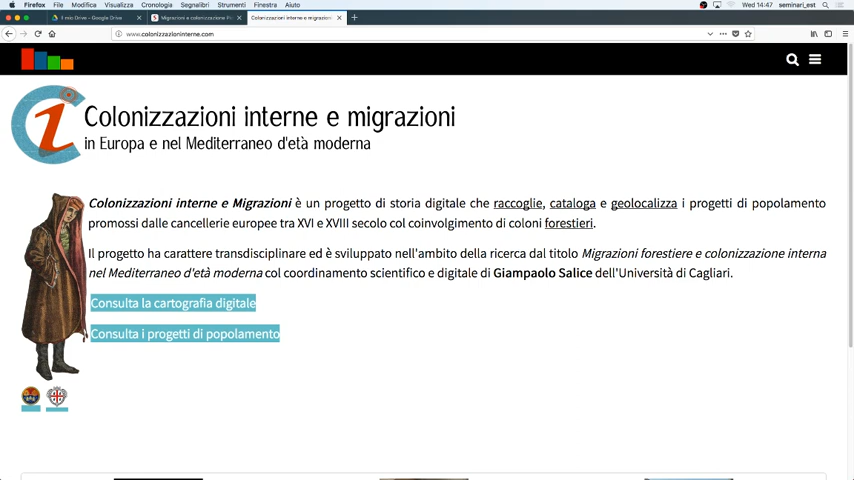 Firefox File Modifica Visualizza Cronologia Segnalibri Strumenti Finestra Aiuto Ven 14:47 seminari_est
Il mio Drive – Google Drive Migrazioni e colonizzazione Colonizzazioni interne e migrazioni
www.colonizzazioninterne.com
Colonizzazioni interne e migrazioni
in Europa e nel Mediterraneo d'età moderna
Colonizzazioni interne e Migrazioni è un progetto di storia digitale che raccoglie, cataloga e geolocalizza i progetti di popolamento
promossi dalle cancellerie europee tra XVI e XVIII secolo col coinvolgimento di coloni forestieri.
Il progetto ha carattere transdisciplinare ed è sviluppato nell'ambito della ricerca dal titolo Migrazioni forestiere e colonizzazione interna
nel Mediterraneo d'età moderna col coordinamento scientifico e digitale di Giampaolo Salice dell'Università di Cagliari.
Consulta la cartografia digitale
Consulta i progetti di popolamento